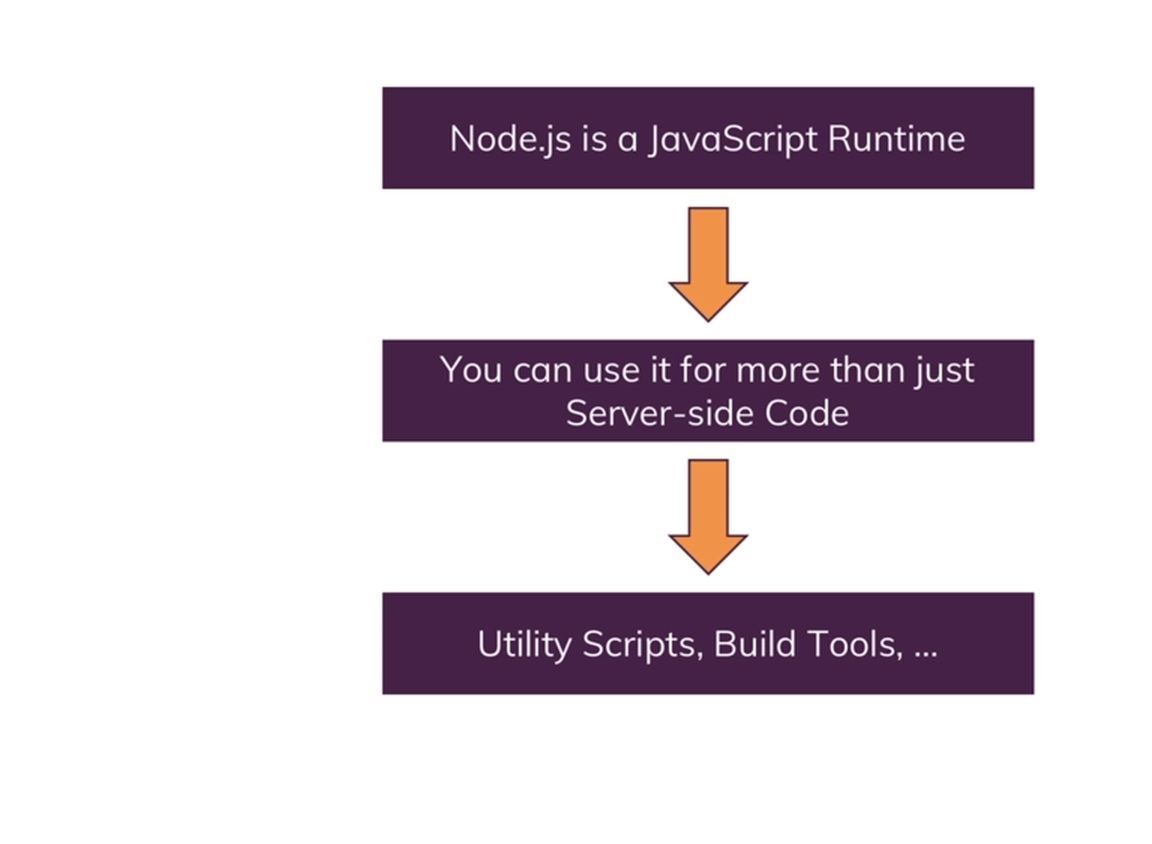 Node.js is a JavaScript Runtime
You can use it for more than just
Server-side Code
Utility Scripts, Build Tools, ...